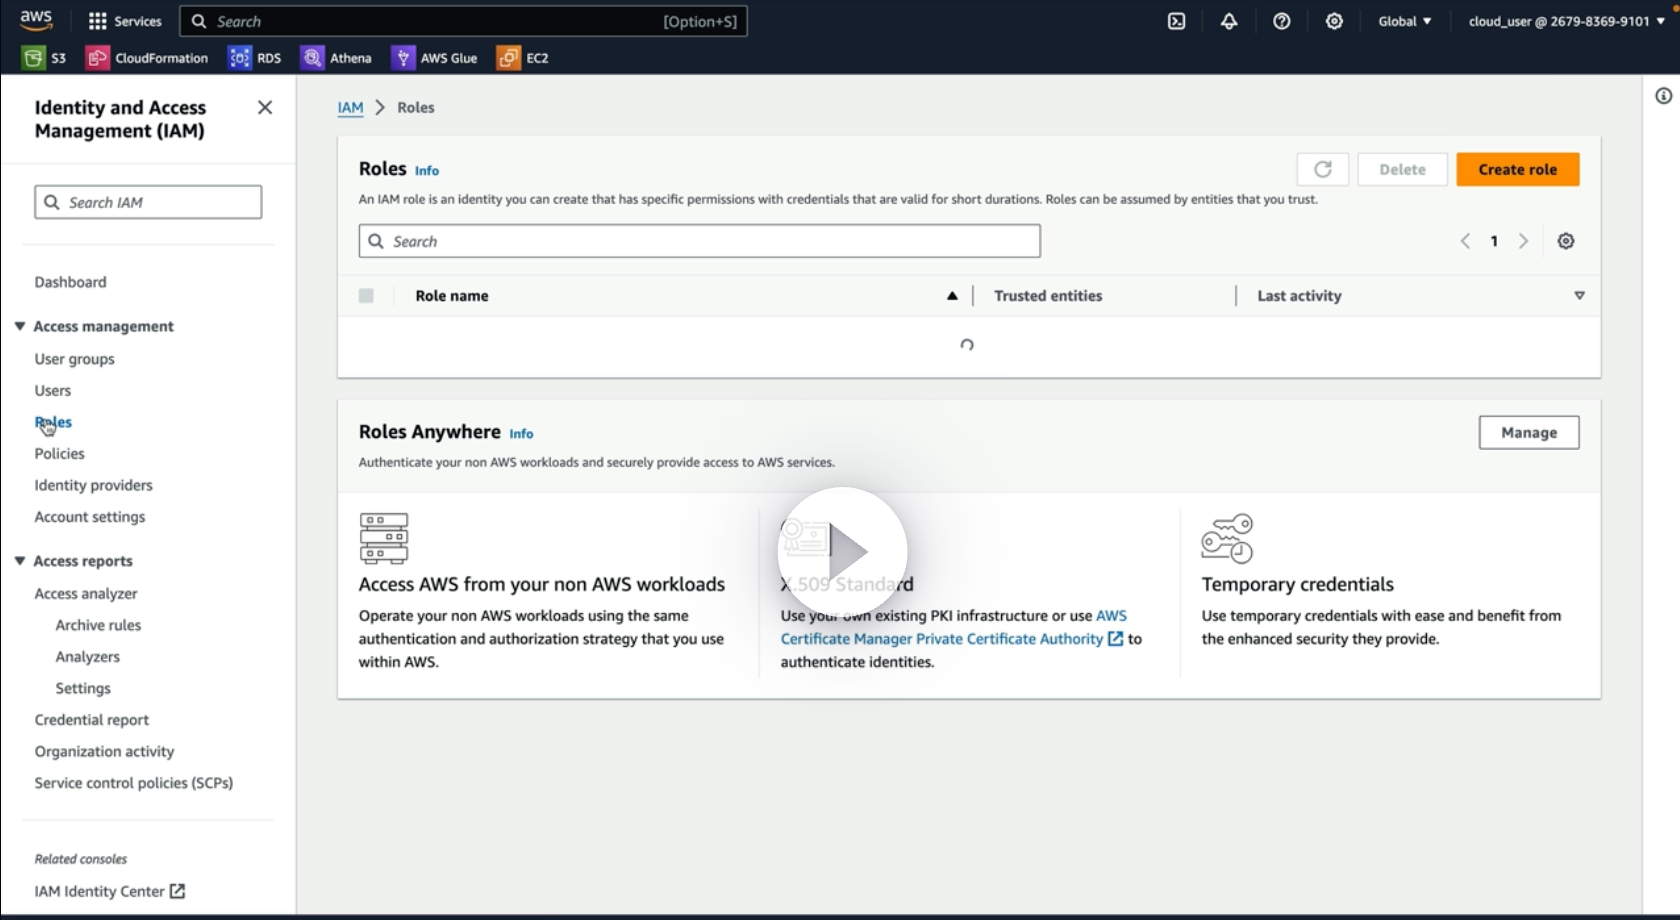 aws
Services
Search
[Option+S]
Global
cloud_user @ 2679-8369-9101
S3
CloudFormation
RDS
Athena
AWS Glue
EC2
Identity and Access
Management (IAM)
Search IAM
Dashboard
Access management
User groups
Users
Roles
Policies
Identity providers
Account settings
Access reports
Access analyzer
Archive rules
Analyzers
Settings
Credential report
Organization activity
Service control policies (SCPs)
Related consoles
IAM Identity Center
IAM > Roles
Roles Info
Delete
Create role
An IAM role is an identity you can create that has specific permissions with credentials that are valid for short durations. Roles can be assumed by entities that you trust.
Search
1
Role name
Trusted entities
Last activity
Roles Anywhere Info
Manage
Authenticate your non AWS workloads and securely provide access to AWS services.
Access AWS from your non AWS workloads
Operate your non AWS workloads using the same
authentication and authorization strategy that you use
within AWS.
X.509 Standard
Use your own existing PKI infrastructure or use AWS
Certificate Manager Private Certificate Authority to
authenticate identities.
Temporary credentials
Use temporary credentials with ease and benefit from
the enhanced security they provide.